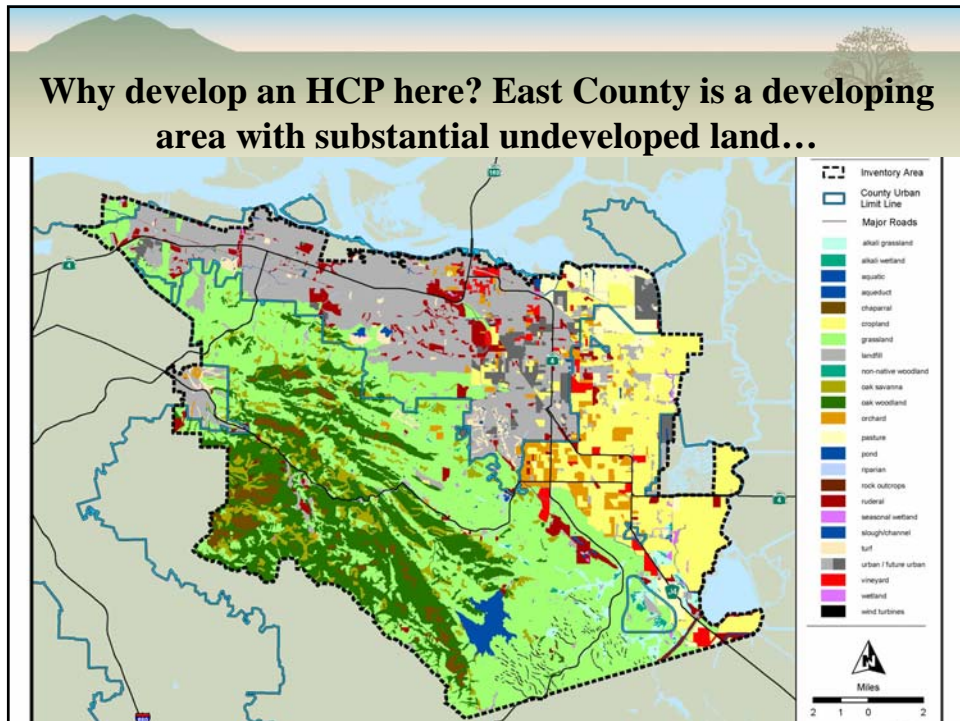 Why develop an HCP here? East County is a developing
area with substantial undeveloped land…
Inventory Area
County Urban
Limit Line
Major Roads
alkali grassland
alkali wetland
aquatic
aqueduct
chaparral
cropland
grassland
landfill
non-native woodland
oak savanna
oak woodland
orchard
pasture
pond
riparian
rock outcrops
ruderal
seasonal wetland
slough/channel
turf
urban / future urban
vineyard
wetland
wind turbines
N
Miles
2 1 0 2
4
4
4